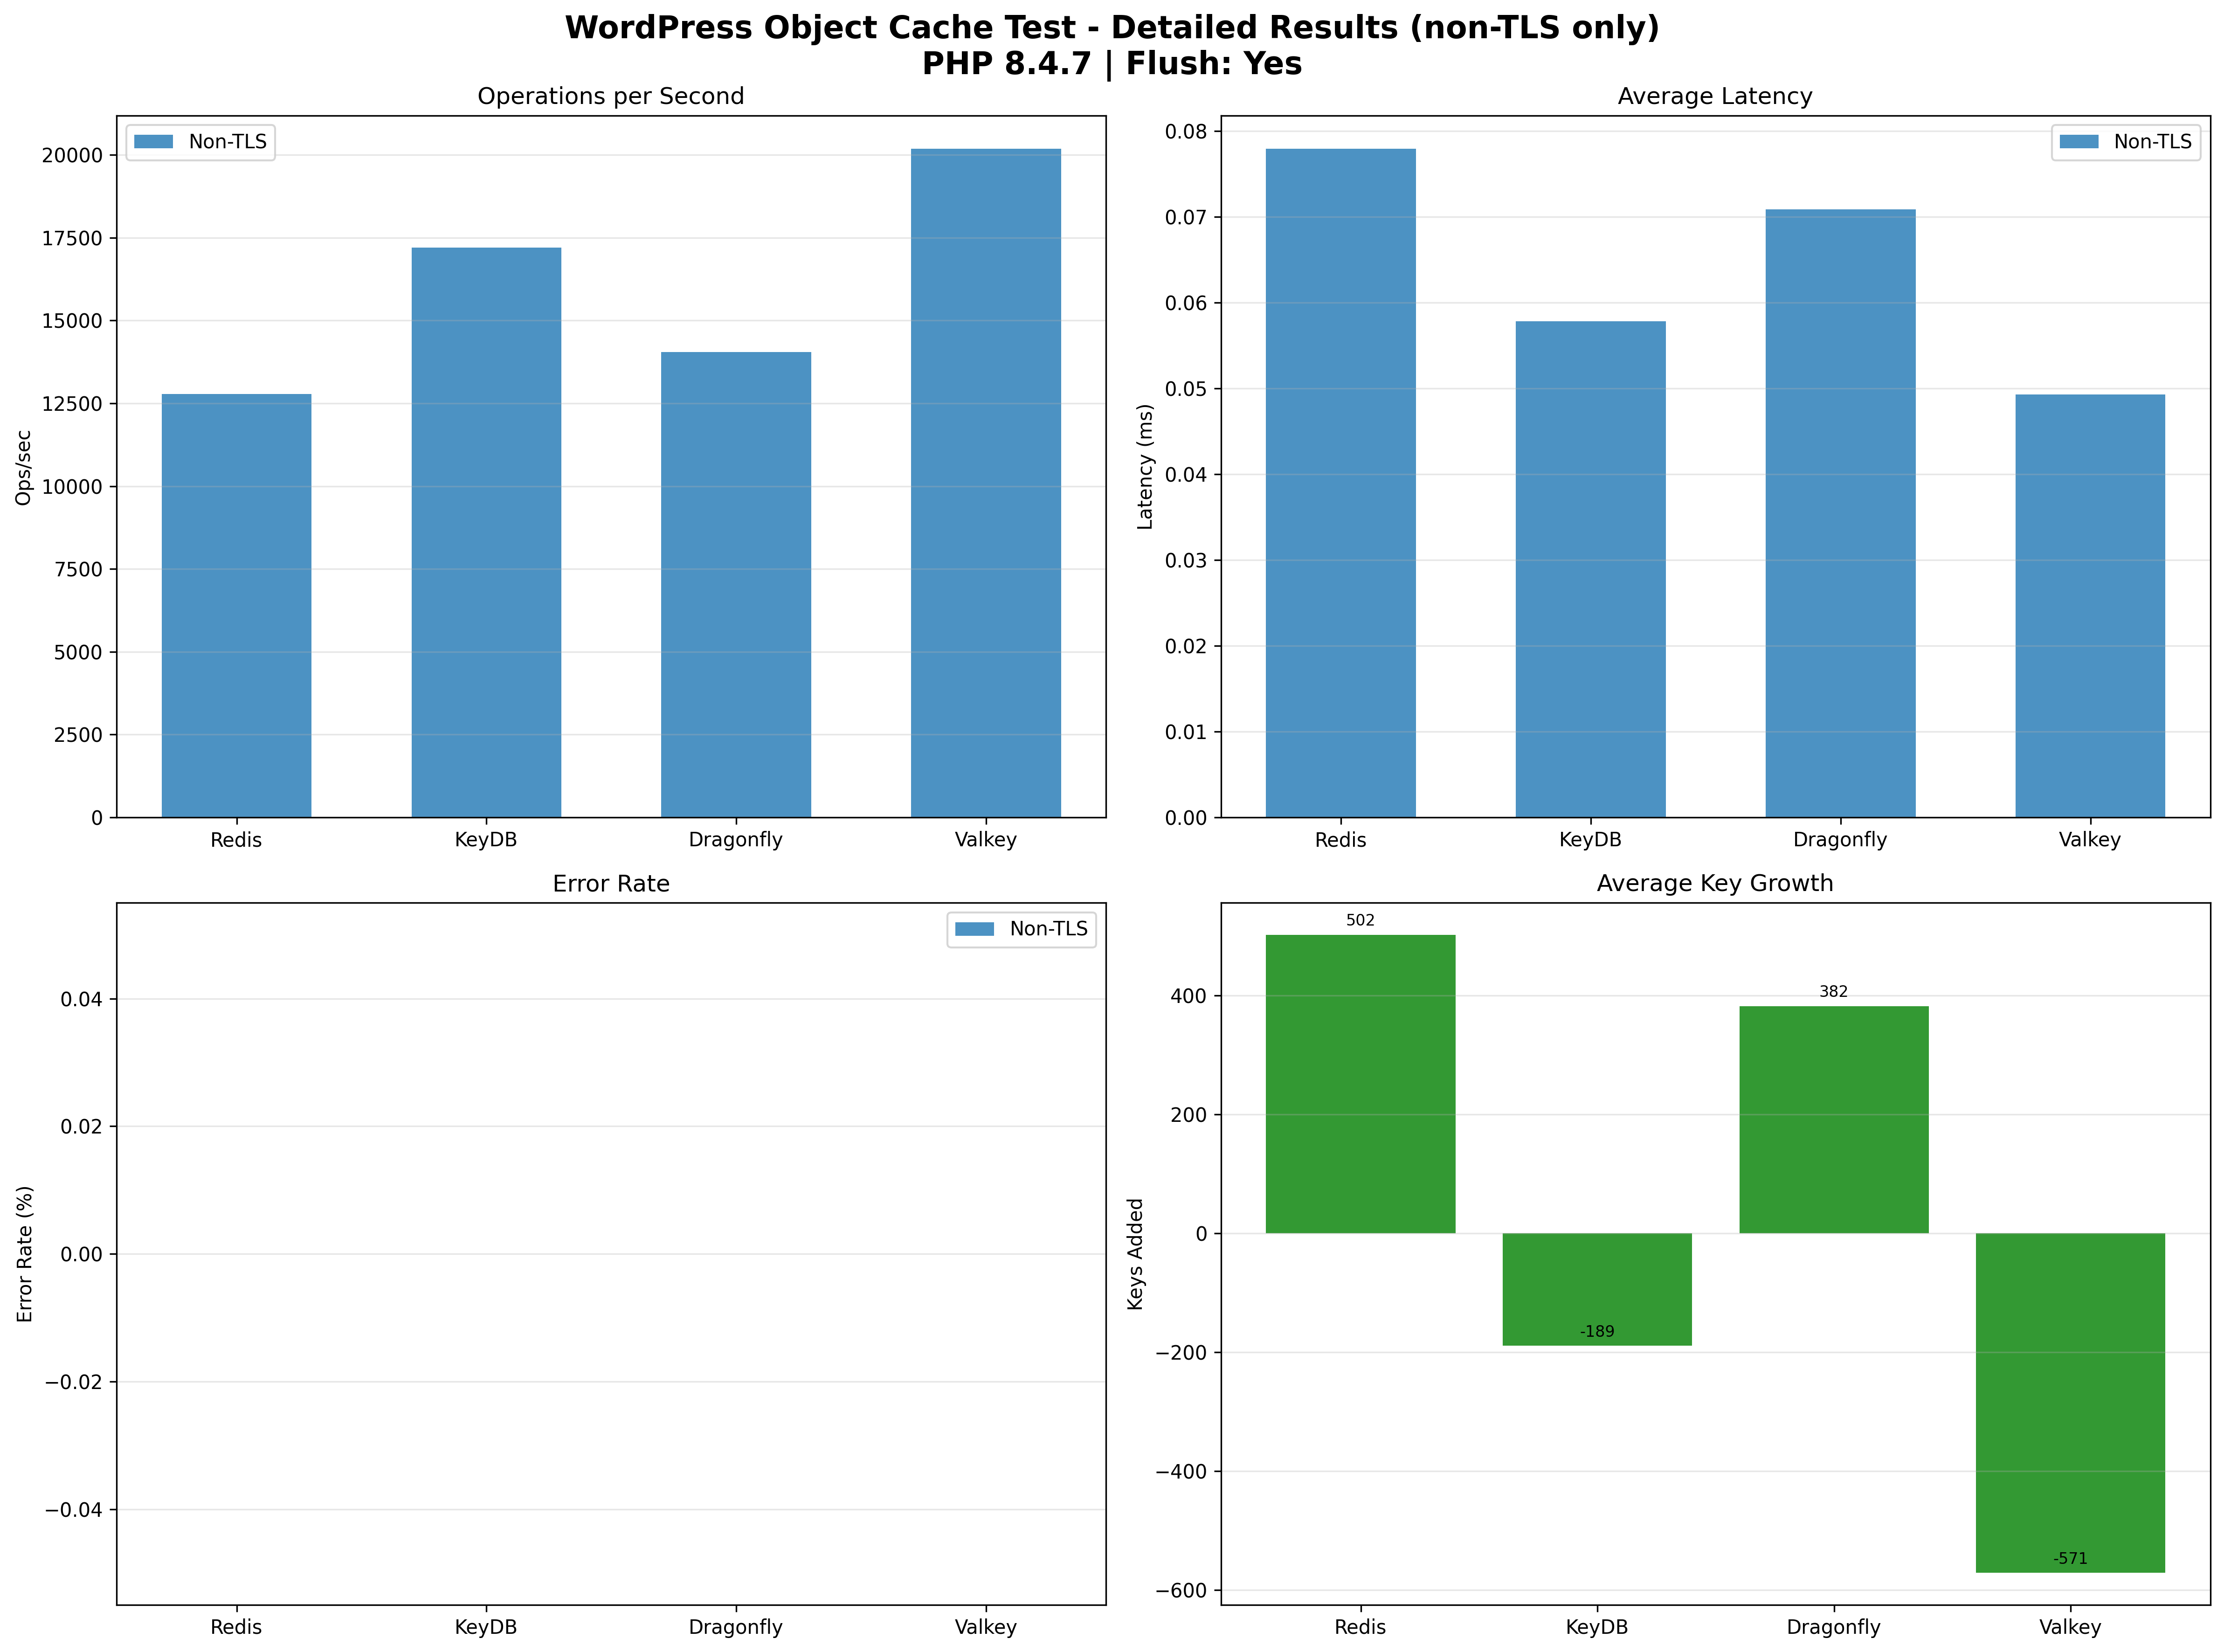 WordPress Object Cache Test - Detailed Results (non-TLS only)
PHP 8.4.7 | Flush: Yes
Operations per Second
Non-TLS
Ops/sec
20000
17500
15000
12500
10000
7500
5000
2500
0
Redis
KeyDB
Dragonfly
Valkey
Average Latency
Non-TLS
Latency (ms)
0.08
0.07
0.06
0.05
0.04
0.03
0.02
0.01
0.00
Redis
KeyDB
Dragonfly
Valkey
Error Rate
Non-TLS
Error Rate (%)
0.04
0.02
0.00
−0.02
−0.04
Redis
KeyDB
Dragonfly
Valkey
Average Key Growth
Keys Added
400
200
0
−200
−400
−600
502
-189
382
-571
Redis
KeyDB
Dragonfly
Valkey